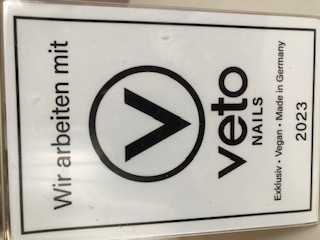 Wir arbeiten mit
V
veto
NAILS
Exklusiv • Vegan • Made in Germany
2023